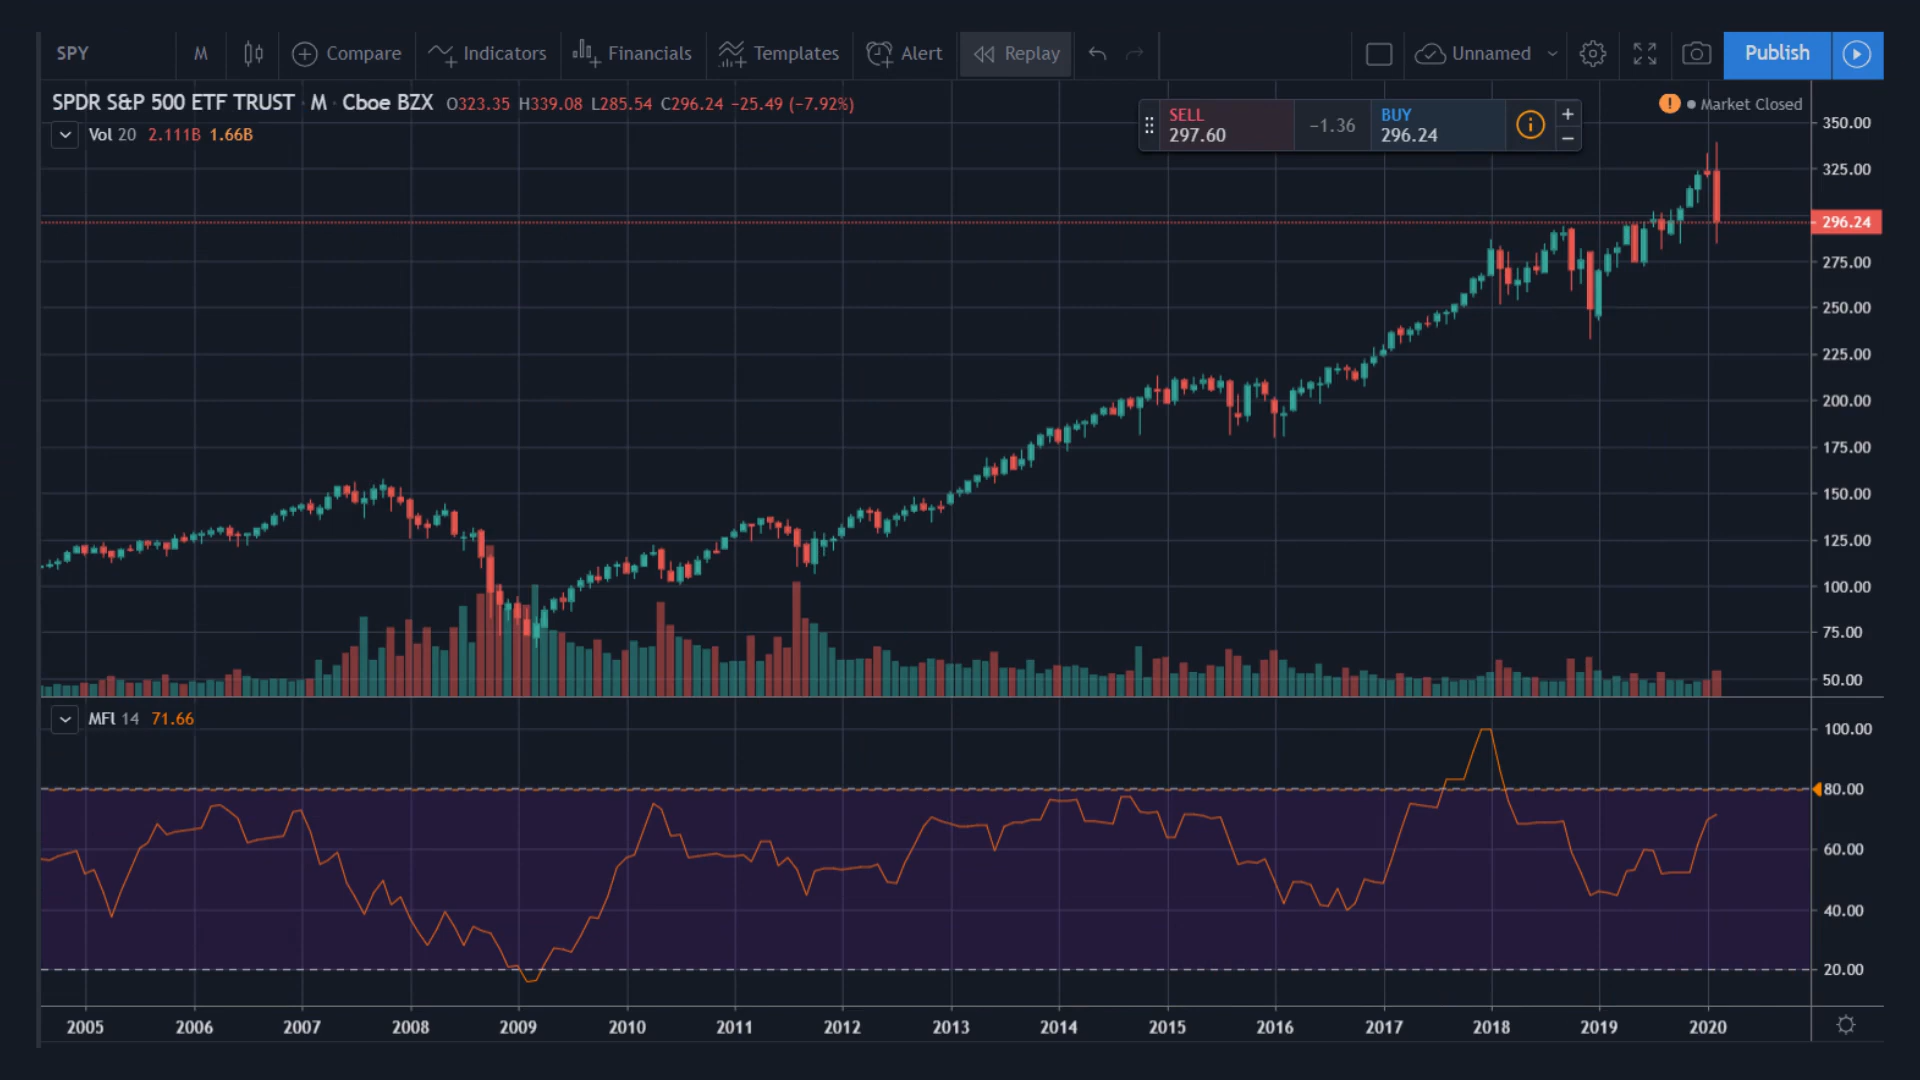 SPY M Compare Indicators Financials Templates Alert Replay Unnamed Publish
SPDR S&P 500 ETF TRUST · M · Cboe BZX O323.35 H339.08 L285.54 C296.24 −25.49 (−7.92%)
Market Closed
Vol 20 2.111B 1.66B
SELL
297.60
−1.36
BUY
296.24
350.00
325.00
296.24
275.00
250.00
225.00
200.00
175.00
150.00
125.00
100.00
75.00
50.00
MFI 14 71.66
100.00
80.00
60.00
40.00
20.00
2005 2006 2007 2008 2009 2010 2011 2012 2013 2014 2015 2016 2017 2018 2019 2020